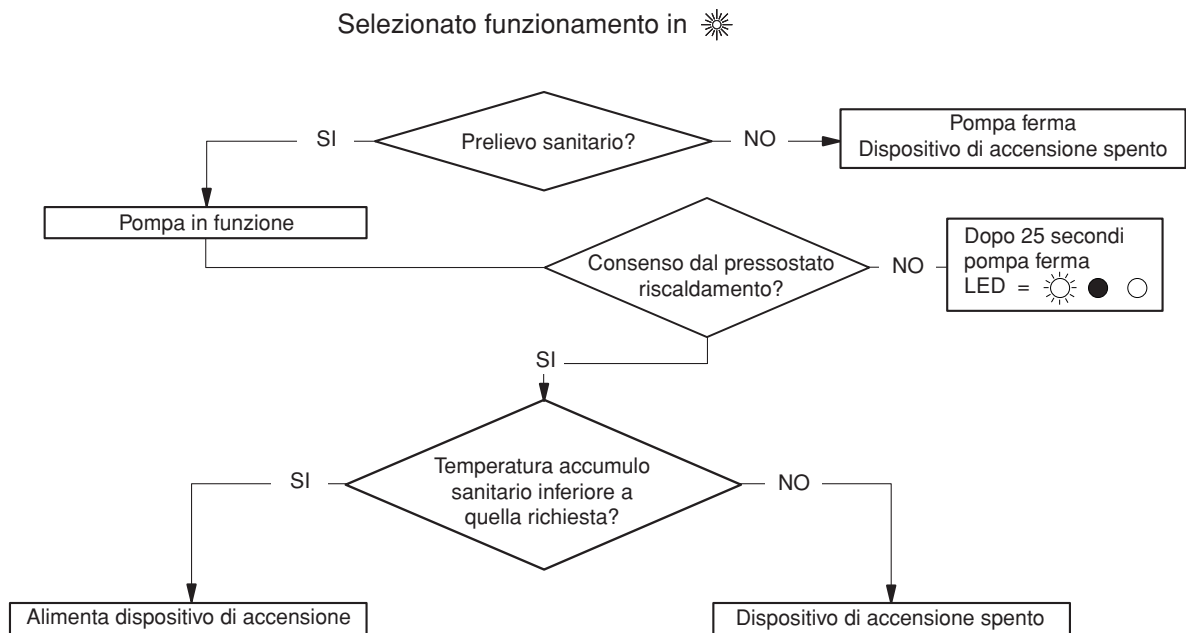 Selezionato funzionamento in
SI
Prelievo sanitario?
NO
Pompa ferma
Dispositivo di accensione spento
Pompa in funzione
Consenso dal pressostato
riscaldamento?
NO
Dopo 25 secondi
pompa ferma
LED =
SI
SI
Temperatura accumulo
sanitario inferiore a
quella richiesta?
NO
Alimenta dispositivo di accensione
Dispositivo di accensione spento